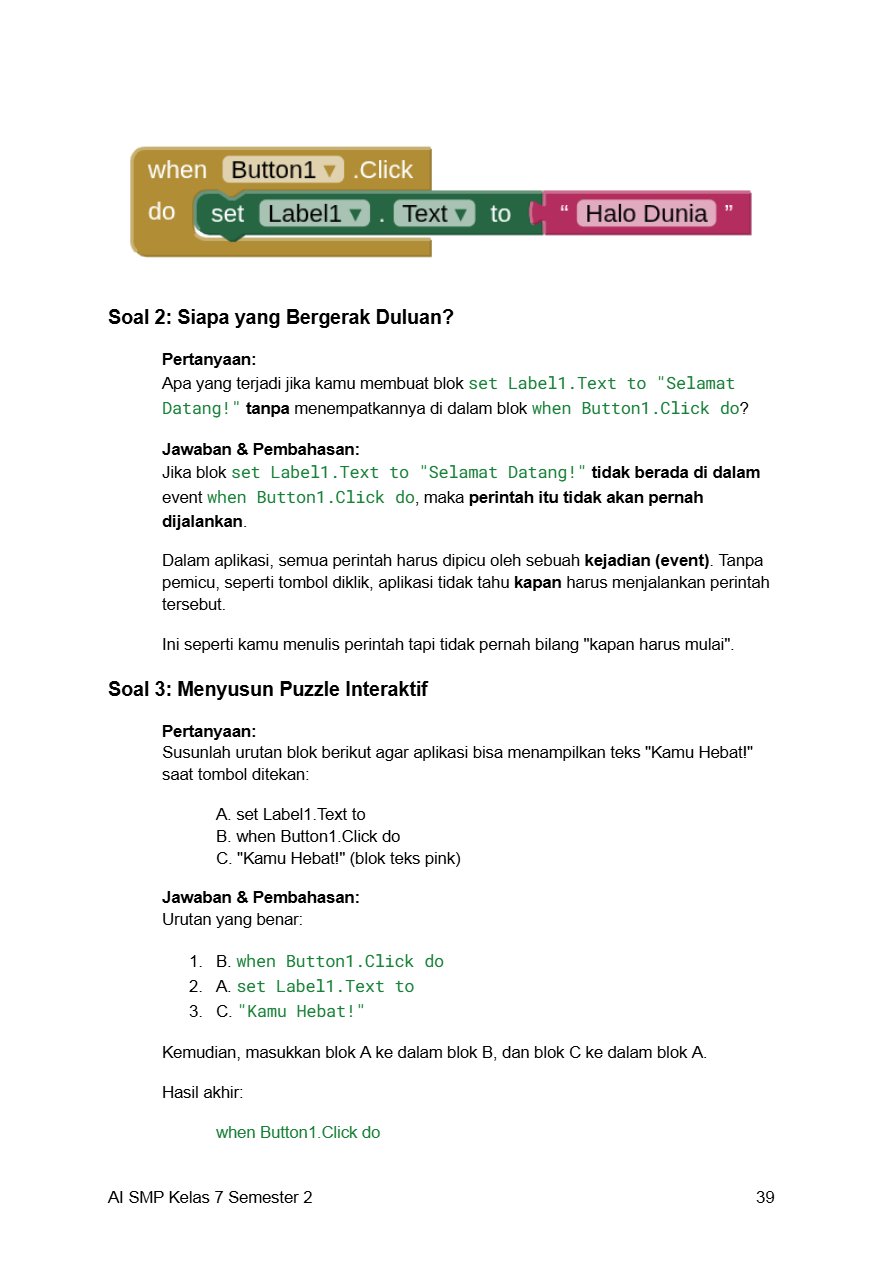 when Button1 ▾ .Click
do set Label1 ▾ . Text ▾ to “ Halo Dunia ”
Soal 2: Siapa yang Bergerak Duluan?
Pertanyaan:
Apa yang terjadi jika kamu membuat blok set Label1.Text to "Selamat
Datang!" tanpa menempatkannya di dalam blok when Button1.Click do?
Jawaban & Pembahasan:
Jika blok set Label1.Text to "Selamat Datang!" tidak berada di dalam
event when Button1.Click do, maka perintah itu tidak akan pernah
dijalankan.
Dalam aplikasi, semua perintah harus dipicu oleh sebuah kejadian (event). Tanpa
pemicu, seperti tombol diklik, aplikasi tidak tahu kapan harus menjalankan perintah
tersebut.
Ini seperti kamu menulis perintah tapi tidak pernah bilang "kapan harus mulai".
Soal 3: Menyusun Puzzle Interaktif
Pertanyaan:
Susunlah urutan blok berikut agar aplikasi bisa menampilkan teks "Kamu Hebat!"
saat tombol ditekan:
A. set Label1.Text to
B. when Button1.Click do
C. "Kamu Hebat!" (blok teks pink)
Jawaban & Pembahasan:
Urutan yang benar:
1. B. when Button1.Click do
2. A. set Label1.Text to
3. C. "Kamu Hebat!"
Kemudian, masukkan blok A ke dalam blok B, dan blok C ke dalam blok A.
Hasil akhir:
when Button1.Click do
AI SMP Kelas 7 Semester 2 39